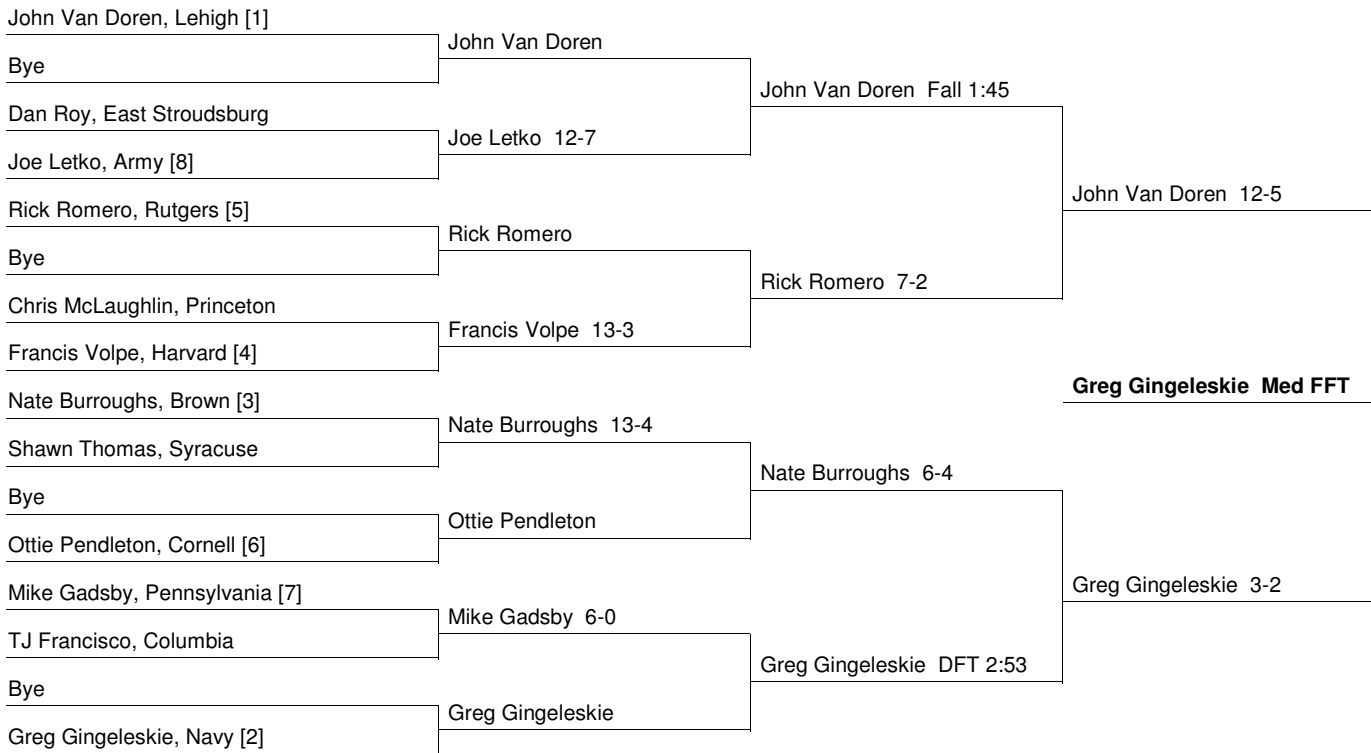 John Van Doren, Lehigh [1]
Bye
Dan Roy, East Stroudsburg
Joe Letko, Army [8]
Rick Romero, Rutgers [5]
Bye
Chris McLaughlin, Princeton
Francis Volpe, Harvard [4]
Nate Burroughs, Brown [3]
Shawn Thomas, Syracuse
Bye
Ottie Pendleton, Cornell [6]
Mike Gadsby, Pennsylvania [7]
TJ Francisco, Columbia
Bye
Greg Gingeleskie, Navy [2]
John Van Doren
Joe Letko 12-7
Rick Romero
Francis Volpe 13-3
Nate Burroughs 13-4
Ottie Pendleton
Mike Gadsby 6-0
Greg Gingeleskie
John Van Doren Fall 1:45
Rick Romero 7-2
Nate Burroughs 6-4
Greg Gingeleskie DFT 2:53
John Van Doren 12-5
Greg Gingeleskie Med FFT
Greg Gingeleskie 3-2